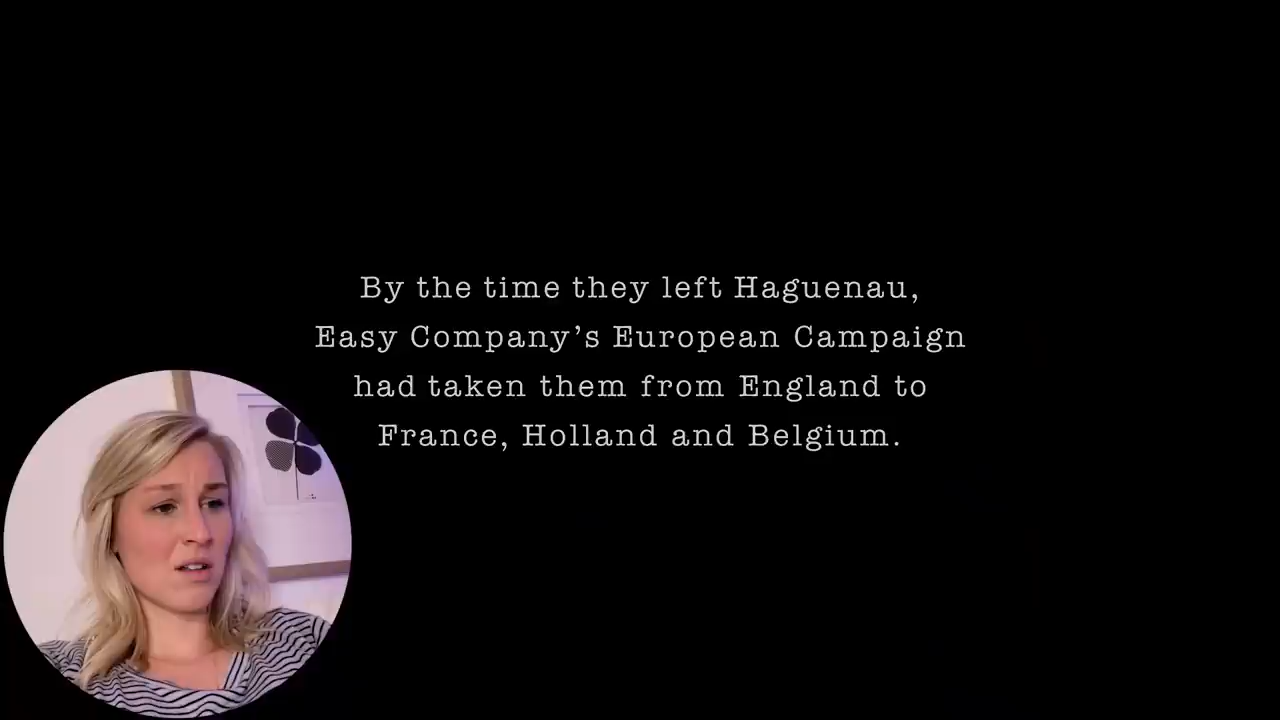 By the time they left Haguenau,
Easy Company’s European Campaign
had taken them from England to
France, Holland and Belgium.